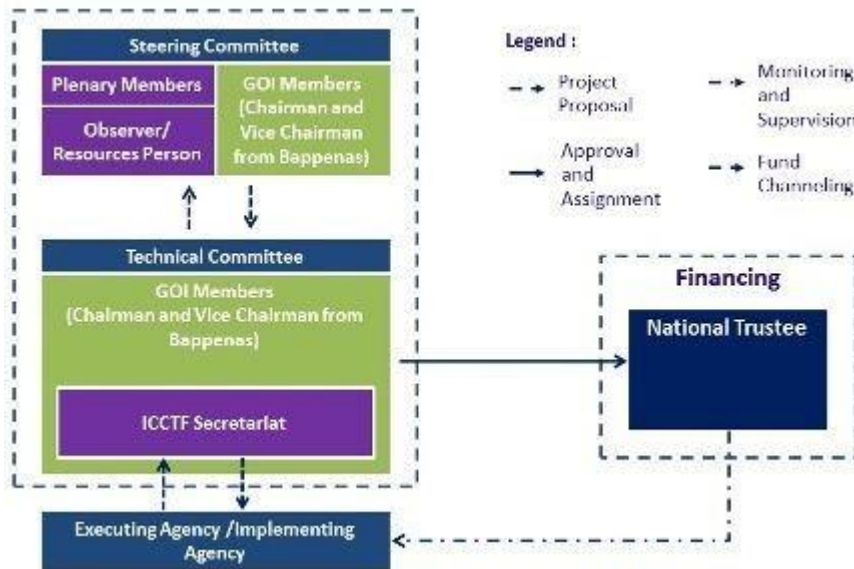 Steering Committee
Plenary Members
Observer/
Resources Person
GOI Members
(Chairman and
Vice Chairman
from Bappenas)
Technical Committee
GOI Members
(Chairman and Vice Chairman from
Bappenas)
ICCTF Secretariat
Executing Agency /Implementing
Agency
Legend :
Project
Proposal
Approval
and
Assignment
Monitoring
and
Supervision
Fund
Channeling
Financing
National Trustee